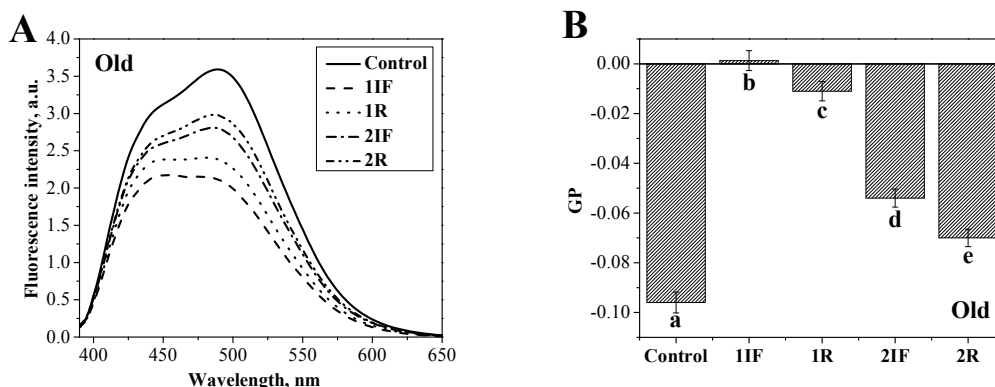 A
Old
Fluorescence intensity, a.u.
4.0
3.5
3.0
2.5
2.0
1.5
1.0
0.5
0.0
400
450
500
550
600
650
Wavelength, nm
Control
1IF
1R
2IF
2R
B
GP
0.00
-0.02
-0.04
-0.06
-0.08
-0.10
a
b
c
d
e
Old
Control
1IF
1R
2IF
2R